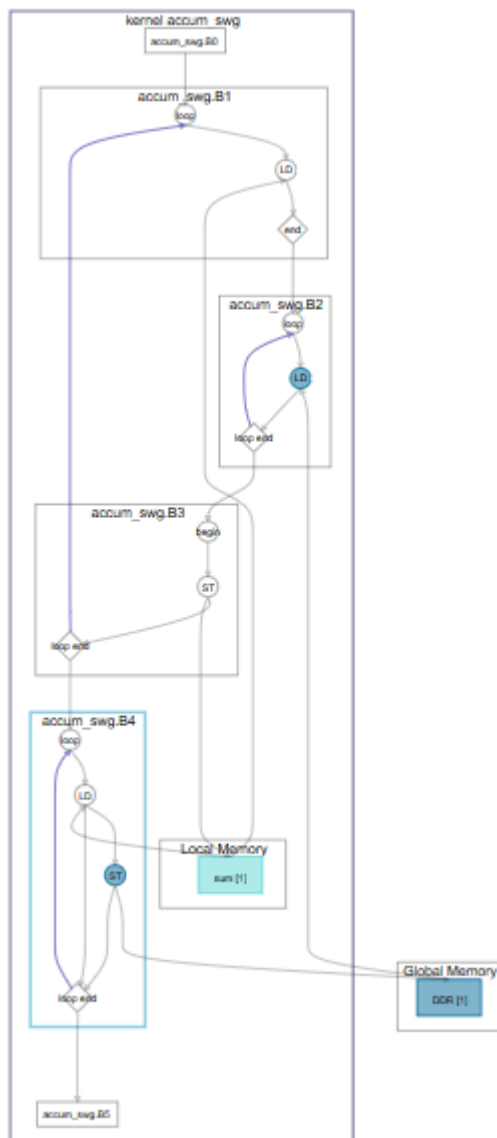 kernel accum_swg
accum_swg.B0
accum_swg.B1
loop
LD
end
accum_swg.B2
loop
LD
loop end
accum_swg.B3
begin
ST
loop end
accum_swg.B4
loop
LD
ST
loop end
Local Memory
sum [1]
Global Memory
DDR [1]
accum_swg.B5